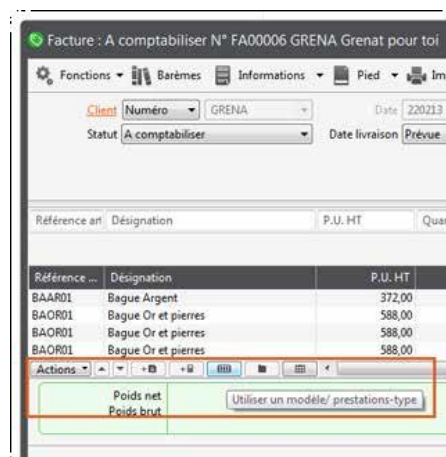 Facture : A comptabiliser N° FA00006 GRENA Grenat pour toi
Fonctions Barèmes Informations Pied Im
Client Numéro GRENA Date 220213
Statut A comptabiliser Date livraison Prévue
Référence art Désignation P.U. HT Quan
Référence ... Désignation P.U. HT
BAAR01 Bague Argent 372,00
BAOR01 Bague Or et pierres 588,00
BAOR01 Bague Or et pierres 588,00
BAOR01 Bague Or et pierres 588,00
Actions
Poids net Utiliser un modèle/ prestations-type
Poids brut